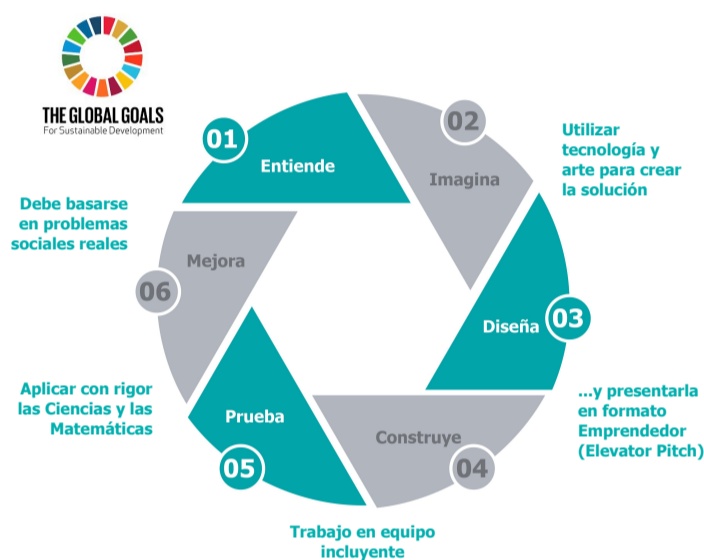 THE GLOBAL GOALS
For Sustainable Development
01
Entiende
02
Imagina
Utilizar
tecnología y
arte para crear
la solución
Debe basarse
en problemas
sociales reales
Mejora
06
Diseña
03
Aplicar con rigor
las Ciencias y las
Matemáticas
Prueba
05
Construye
04
...y presentarla
en formato
Emprendedor
(Elevator Pitch)
Trabajo en equipo
incluyente